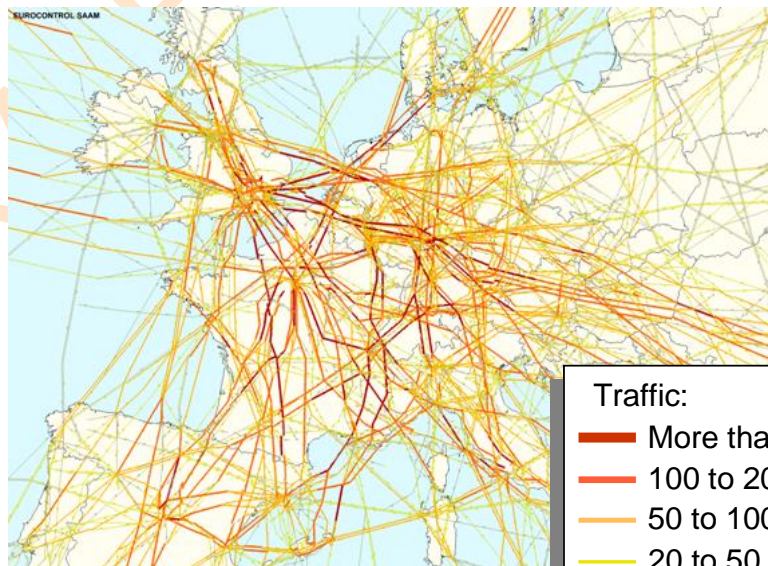 EUROCONTROL SAAM
Traffic:
More tha
100 to 20
50 to 100
20 to 50